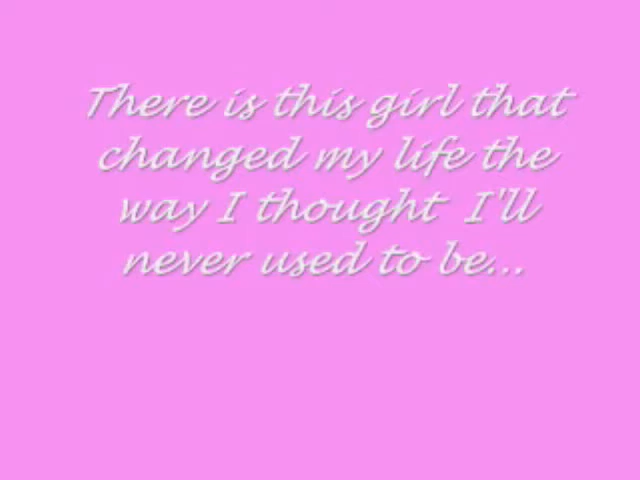 There is this girl that
changed my life the
way I thought I'll
never used to be...